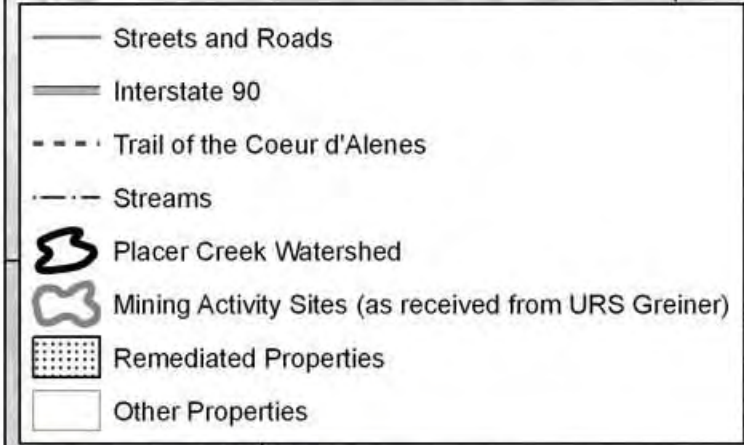 Streets and Roads
Interstate 90
Trail of the Coeur d'Alenes
Streams
Placer Creek Watershed
Mining Activity Sites (as received from URS Greiner)
Remediated Properties
Other Properties